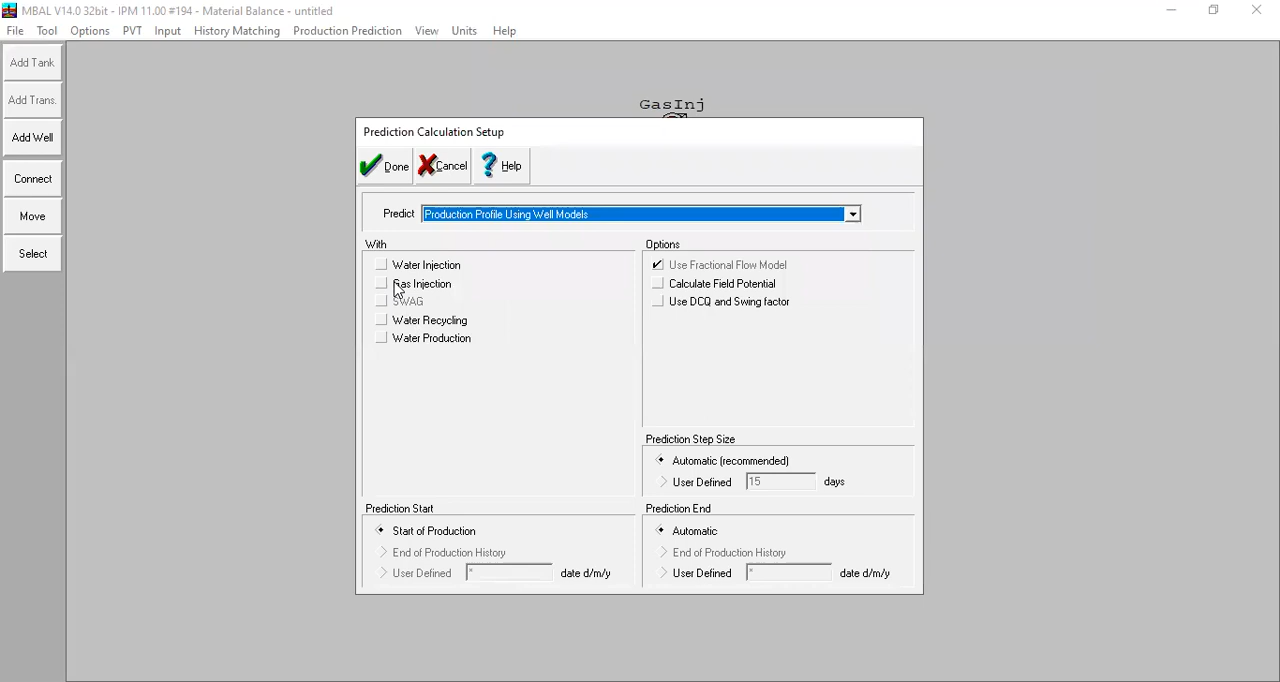 MBAL V14.0 32bit - IPM 11.00 #194 - Material Balance - untitled
File Tool Options PVT Input History Matching Production Prediction View Units Help
Add Tank
Add Trans.
Add Well
Connect
Move
Select
GasInj
Prediction Calculation Setup
Done Cancel Help
Predict Production Profile Using Well Models
With
Water Injection
Gas Injection
SWAG
Water Recycling
Water Production
Options
Use Fractional Flow Model
Calculate Field Potential
Use DCQ and Swing factor
Prediction Step Size
Automatic (recommended)
User Defined 15 days
Prediction Start
Start of Production
End of Production History
User Defined * date d/m/y
Prediction End
Automatic
End of Production History
User Defined * date d/m/y